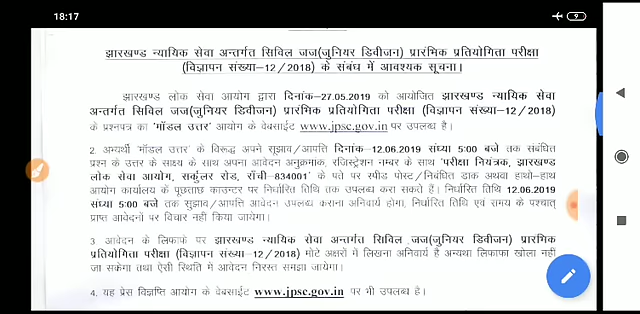 18:17
9
झारखण्ड न्यायिक सेवा अन्तर्गत सिविल जज(जुनियर डिवीजन) प्रारंमिक प्रतियोगिता परीक्षा
(विज्ञापन संख्या–12/2018) के संबंघ में आवश्यक सूचना।
झारखण्ड लोक सेवा आयोग द्वारा दिनांक–27.05.2019 को आयोजित झारखण्ड न्यायिक सेवा
अन्तर्गत सिविल जज(जुनियर डिवीजन) प्रारंमिक प्रतियोगिता परीक्षा (विज्ञापन संख्या–12/2018)
के प्रश्नपत्र का 'मॉडल उत्तर' आयोग के वेबसाईट www.jpsc.gov.in पर उपलब्ध है।
2. अभ्यर्थी 'मॉडल उत्तर' के विरूद्ध अपने सुझाव/आपत्ति दिनांक–12.06.2019 संध्या 5:00 बजे तक संबंधित
प्रश्न के उत्तर के साक्ष्य के साथ अपना आवेदन अनुक्रमांक, रजिस्ट्रेशन नम्बर के साथ 'परीक्षा नियंत्रक, झारखण्ड
लोक सेवा आयोग, सर्कुलर रोड, राँची–834001' के पते पर स्पीड पोस्ट/निबंधित डाक अथवा हाथो–हाथ
आयोग कार्यालय के पूछताछ काउन्टर पर निर्धारित तिथि तक उपलब्ध करा सकते हैं। निर्धारित तिथि 12.06.2019
संध्या 5:00 बजे तक सुझाव/आपत्ति आवेदन उपलब्ध कराना अनिवार्य होगा, निर्धारित तिथि एवं समय के पश्चात्
प्राप्त आवेदनों पर विचार नहीं किया जायेगा।
3 आवेदन के लिफाफे पर झारखण्ड न्यायिक सेवा अन्तर्गत सिविल जज(जुनियर डिवीजन) प्रारंमिक
प्रतियोगिता परीक्षा (विज्ञापन संख्या–12/2018) मोटे अक्षरों में लिखना अनिवार्य है अन्यथा लिफाफा खोला नहीं
जा सकेगा तथा ऐसी स्थिति में आवेदन निरस्त समझा जायेगा।
4. यह प्रेस विज्ञप्ति आयोग के वेबसाईट www.jpsc.gov.in पर भी उपलब्ध है।